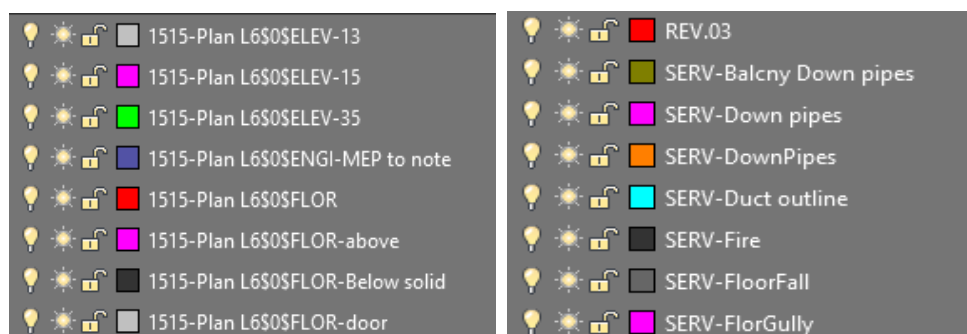 1515-Plan L6$0$ELEV-13
1515-Plan L6$0$ELEV-15
1515-Plan L6$0$ELEV-35
1515-Plan L6$0$ENGI-MEP to note
1515-Plan L6$0$FLOR
1515-Plan L6$0$FLOR-above
1515-Plan L6$0$FLOR-Below solid
1515-Plan L6$0$FLOR-door
REV.03
SERV-Balcny Down pipes
SERV-Down pipes
SERV-DownPipes
SERV-Duct outline
SERV-Fire
SERV-FloorFall
SERV-FlorGully